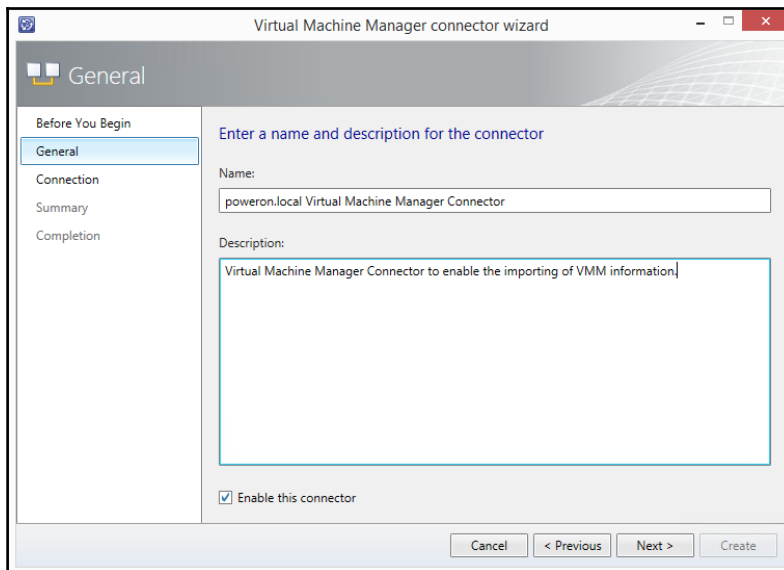 Virtual Machine Manager connector wizard
General
Before You Begin
General
Connection
Summary
Completion
Enter a name and description for the connector
Name:
poweron.local Virtual Machine Manager Connector
Description:
Virtual Machine Manager Connector to enable the importing of VMM information.
Enable this connector
Cancel
< Previous
Next >
Create